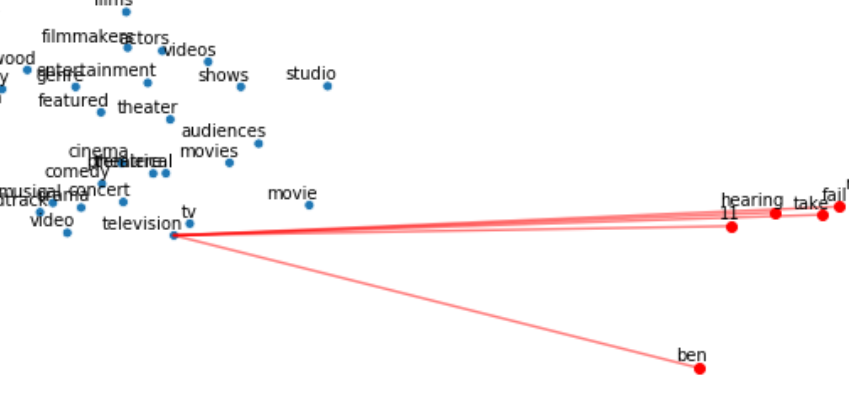 films
filmmakers
actors
videos
wood
entertainment
genre
shows
studio
y
featured
theater
audiences
cinema
movies
theatrical
comedy
musical
concert
drama
movie
dtrack
video
tv
television
hearing
take
fail
11
ben